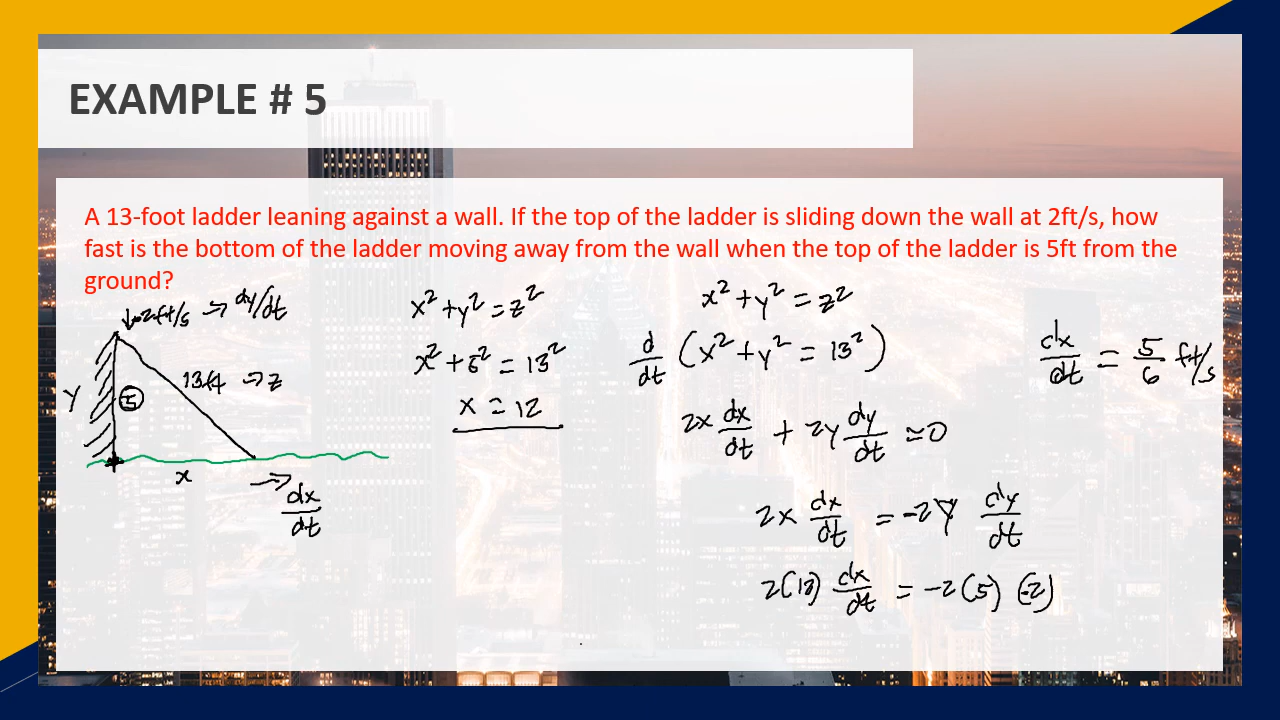 EXAMPLE # 5
A 13-foot ladder leaning against a wall. If the top of the ladder is sliding down the wall at 2ft/s, how
fast is the bottom of the ladder moving away from the wall when the top of the ladder is 5ft from the
ground?
↓-2ft/s → dy/dt
13ft → z
Y
5
x
→ dx/dt
x² + y² = z²
x² + 5² = 13²
x = 12
x² + y² = z²
d/dt (x² + y² = 13²)
2x dx/dt + 2y dy/dt = 0
2x dx/dt = -2y dy/dt
2(12) dx/dt = -2(5) (-2)
dx/dt = 5/6 ft/s